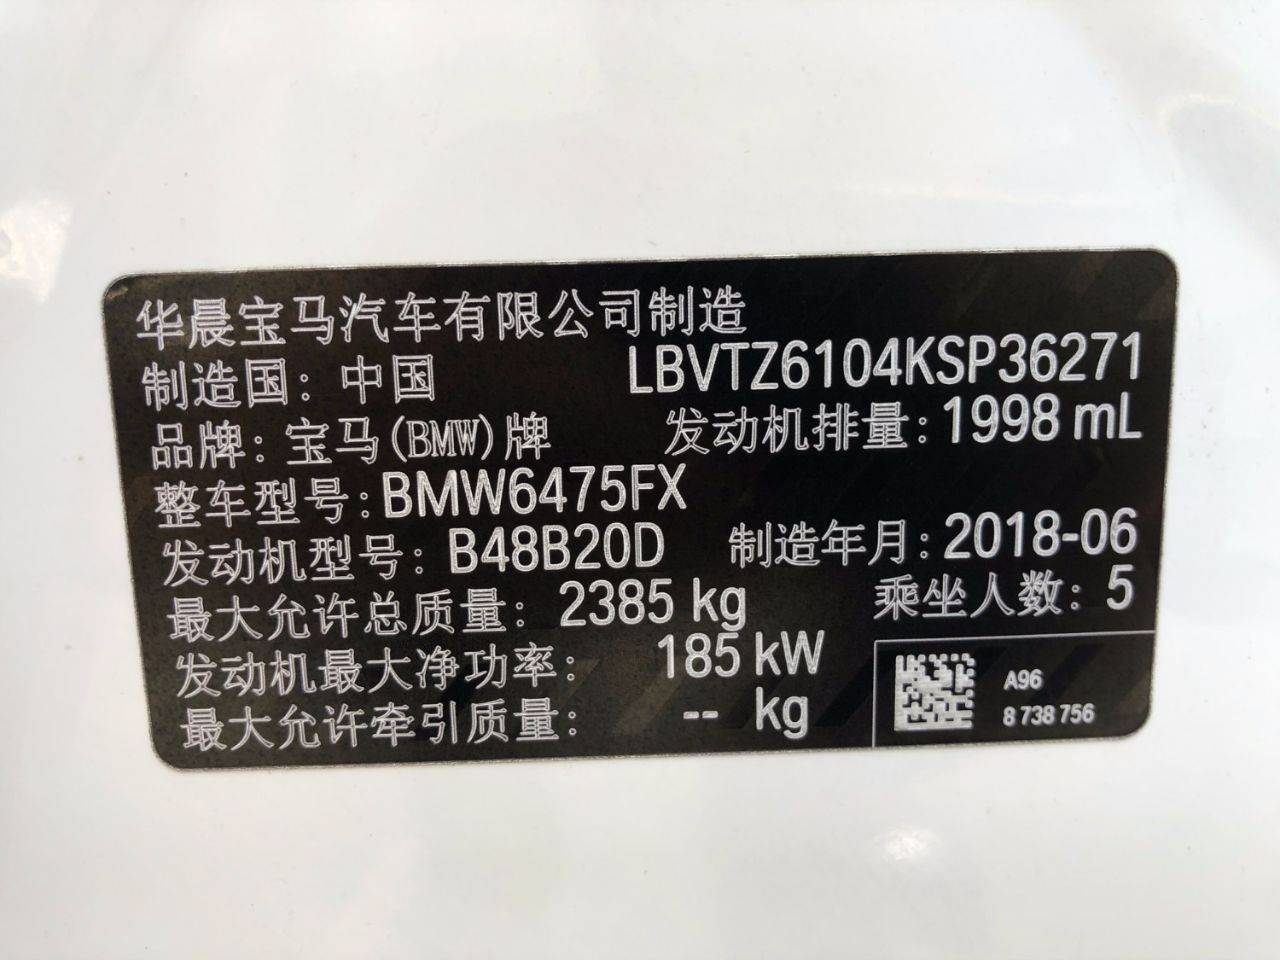 华晨宝马汽车有限公司制造
制造国：中国 LBVTZ6104KSP36271
品牌：宝马(BMW)牌 发动机排量：1998 mL
整车型号：BMW6475FX
发动机型号：B48B20D 制造年月：2018-06
最大允许总质量：2385 kg 乘坐人数：5
发动机最大净功率：185 kW
最大允许牵引质量：-- kg
A96
8 738 756